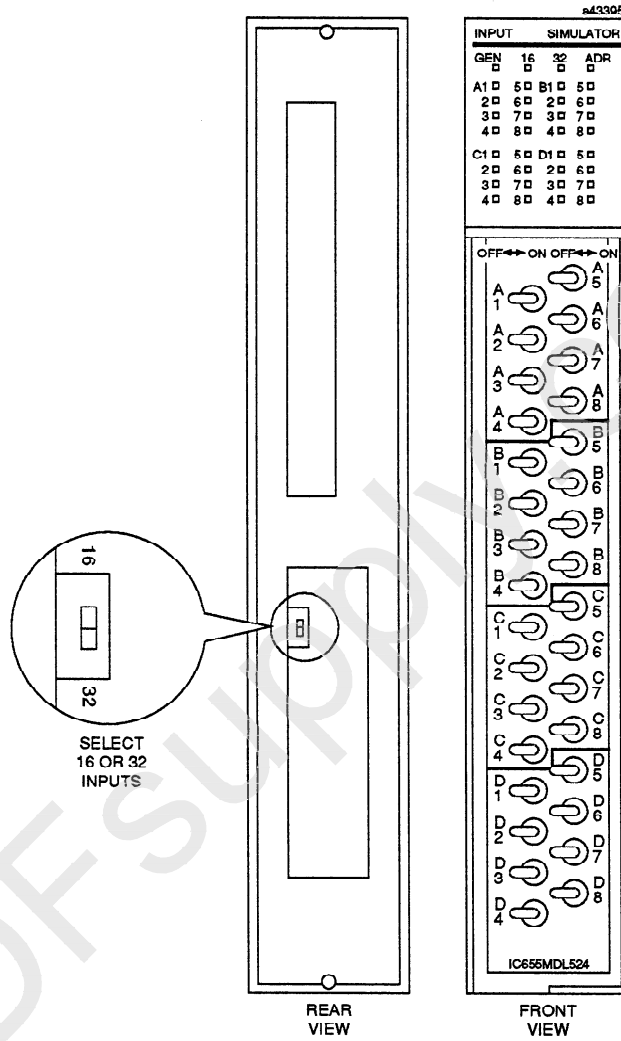 a43395
INPUT SIMULATOR
GEN 16 32 ADR
A1 5 B1 5
2 6 2 6
3 7 3 7
4 8 4 8
C1 5 D1 5
2 6 2 6
3 7 3 7
4 8 4 8
OFF ↔ ON OFF ↔ ON
A 5
A 1
A 6
A 2
A 7
A 3
A 8
A 4
B 5
B 1
B 6
B 2
B 7
B 3
B 8
B 4
C 5
C 1
C 6
C 2
C 7
C 3
C 8
C 4
D 5
D 1
D 6
D 2
D 7
D 3
D 8
D 4
IC655MDL524
16
32
SELECT
16 OR 32
INPUTS
REAR
VIEW
FRONT
VIEW